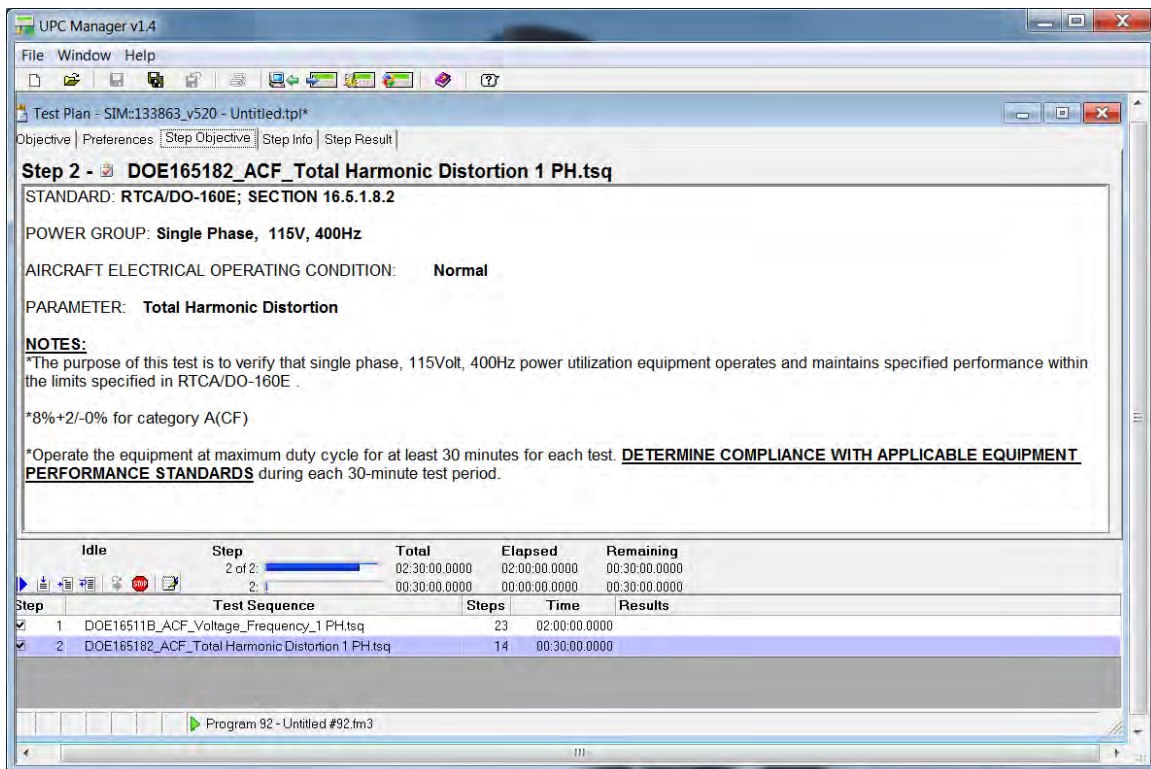 UPC Manager v1.4
File Window Help
Test Plan - SIM::133863_v520 - Untitled.tpl*
Objective Preferences Step Objective Step Info Step Result
Step 2 - DOE165182_ACF_Total Harmonic Distortion 1 PH.tsq
STANDARD: RTCA/DO-160E; SECTION 16.5.1.8.2
POWER GROUP: Single Phase, 115V, 400Hz
AIRCRAFT ELECTRICAL OPERATING CONDITION: Normal
PARAMETER: Total Harmonic Distortion
NOTES:
*The purpose of this test is to verify that single phase, 115Volt, 400Hz power utilization equipment operates and maintains specified performance within
the limits specified in RTCA/DO-160E .
*8%+2/-0% for category A(CF)
*Operate the equipment at maximum duty cycle for at least 30 minutes for each test. DETERMINE COMPLIANCE WITH APPLICABLE EQUIPMENT
PERFORMANCE STANDARDS during each 30-minute test period.
Idle Step Total Elapsed Remaining
2 of 2: 02:30:00.0000 02:00:00.0000 00:30:00.0000
STOP 2: 00:30:00.0000 00:00:00.0000 00:30:00.0000
Step Test Sequence Steps Time Results
1 DOE16511B_ACF_Voltage_Frequency_1 PH.tsq 23 02:00:00.0000
2 DOE165182_ACF_Total Harmonic Distortion 1 PH.tsq 14 00:30:00.0000
Program 92 - Untitled #92.fm3